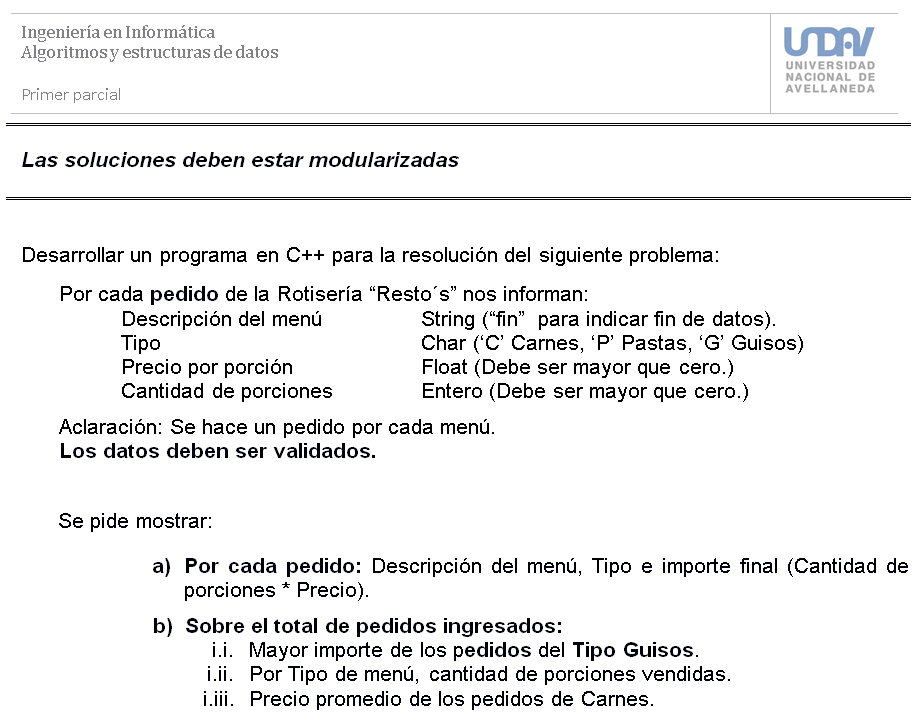 Ingeniería en Informática
Algoritmos y estructuras de datos
Primer parcial
UNDAV
UNIVERSIDAD
NACIONAL DE
AVELLANEDA
Las soluciones deben estar modularizadas
Desarrollar un programa en C++ para la resolución del siguiente problema:
Por cada pedido de la Rotisería “Resto´s” nos informan:
Descripción del menú String (“fin” para indicar fin de datos).
Tipo Char (‘C’ Carnes, ‘P’ Pastas, ‘G’ Guisos)
Precio por porción Float (Debe ser mayor que cero.)
Cantidad de porciones Entero (Debe ser mayor que cero.)
Aclaración: Se hace un pedido por cada menú.
Los datos deben ser validados.
Se pide mostrar:
a) Por cada pedido: Descripción del menú, Tipo e importe final (Cantidad de
porciones * Precio).
b) Sobre el total de pedidos ingresados:
i.i. Mayor importe de los pedidos del Tipo Guisos.
i.ii. Por Tipo de menú, cantidad de porciones vendidas.
i.iii. Precio promedio de los pedidos de Carnes.